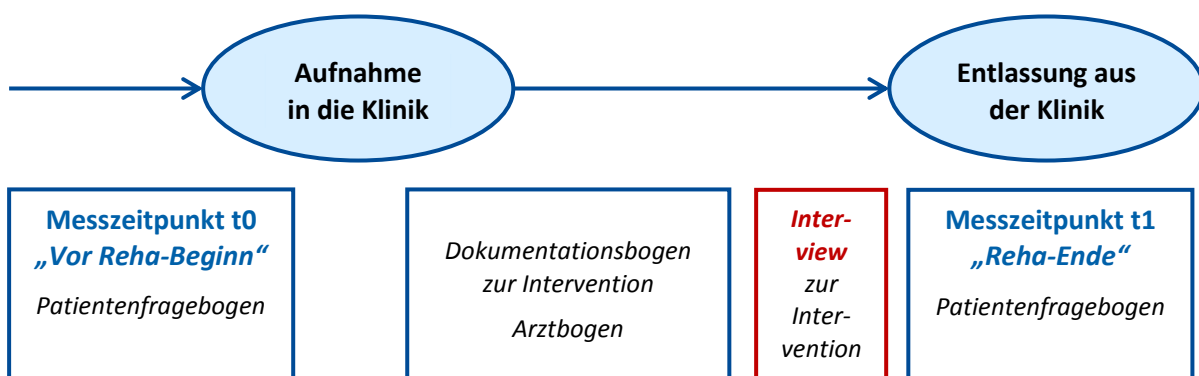 Aufnahme
in die Klinik
Entlassung aus
der Klinik
Messzeitpunkt t0
„Vor Reha-Beginn“
Patientenfragebogen
Dokumentationsbogen
zur Intervention
Arztbogen
Inter-
view
zur
Inter-
vention
Messzeitpunkt t1
„Reha-Ende“
Patientenfragebogen